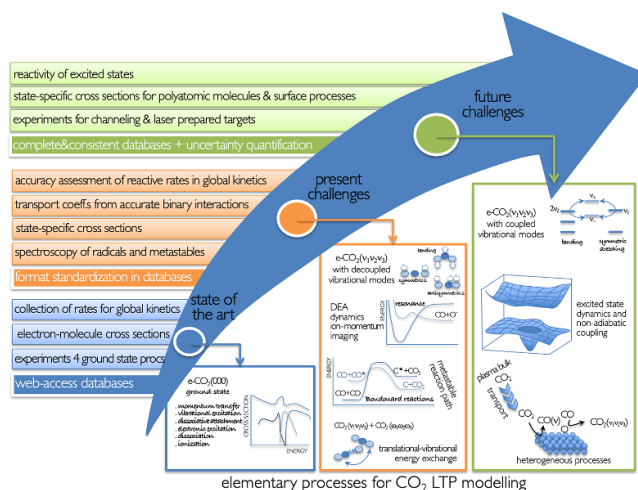 reactivity of excited states
state-specific cross sections for polyatomic molecules & surface processes
experiments for channeling & laser prepared targets
complete&consistent databases + uncertainty quantification
future
challenges
accuracy assessment of reactive rates in global kinetics
transport coeffs from accurate binary interactions
state-specific cross sections
spectroscopy of radicals and metastables
format standardization in databases
present
challenges
collection of rates for global kinetics
electron-molecule cross sections
experiments 4 ground state procs
web-access databases
state of
the art
e-CO₂(000)
ground-state
momentum transfer
vibrational excitation
dissociative attachment
electronic excitation
dissociation
ionization
CROSS SECTION
ENERGY
e-CO₂(v₁v₂v₃)
with decoupled
vibrational modes
bending
symmetric s.
antisymmetric s.
DEA
dynamics
ion-momentum
imaging
ENERGY
resonance
CO+O⁻
ENERGY
CO+CO*
C*+CO₂
C+CO₂
CO+CO
Boudouard reactions
metastable
reaction path
translational-vibrational
energy exchange
e-CO₂(v₁v₂v₃)
with coupled
vibrational modes
2v₂
v₁
bending
symmetric
stretching
excited state
dynamics and
non-adiabatic
coupling
plasma bulk
CO₂
transport
CO₂
CO(v)
CO
O
CO₂(v₁v₂v₃)
heterogeneous processes
elementary processes for CO₂ LTP modelling